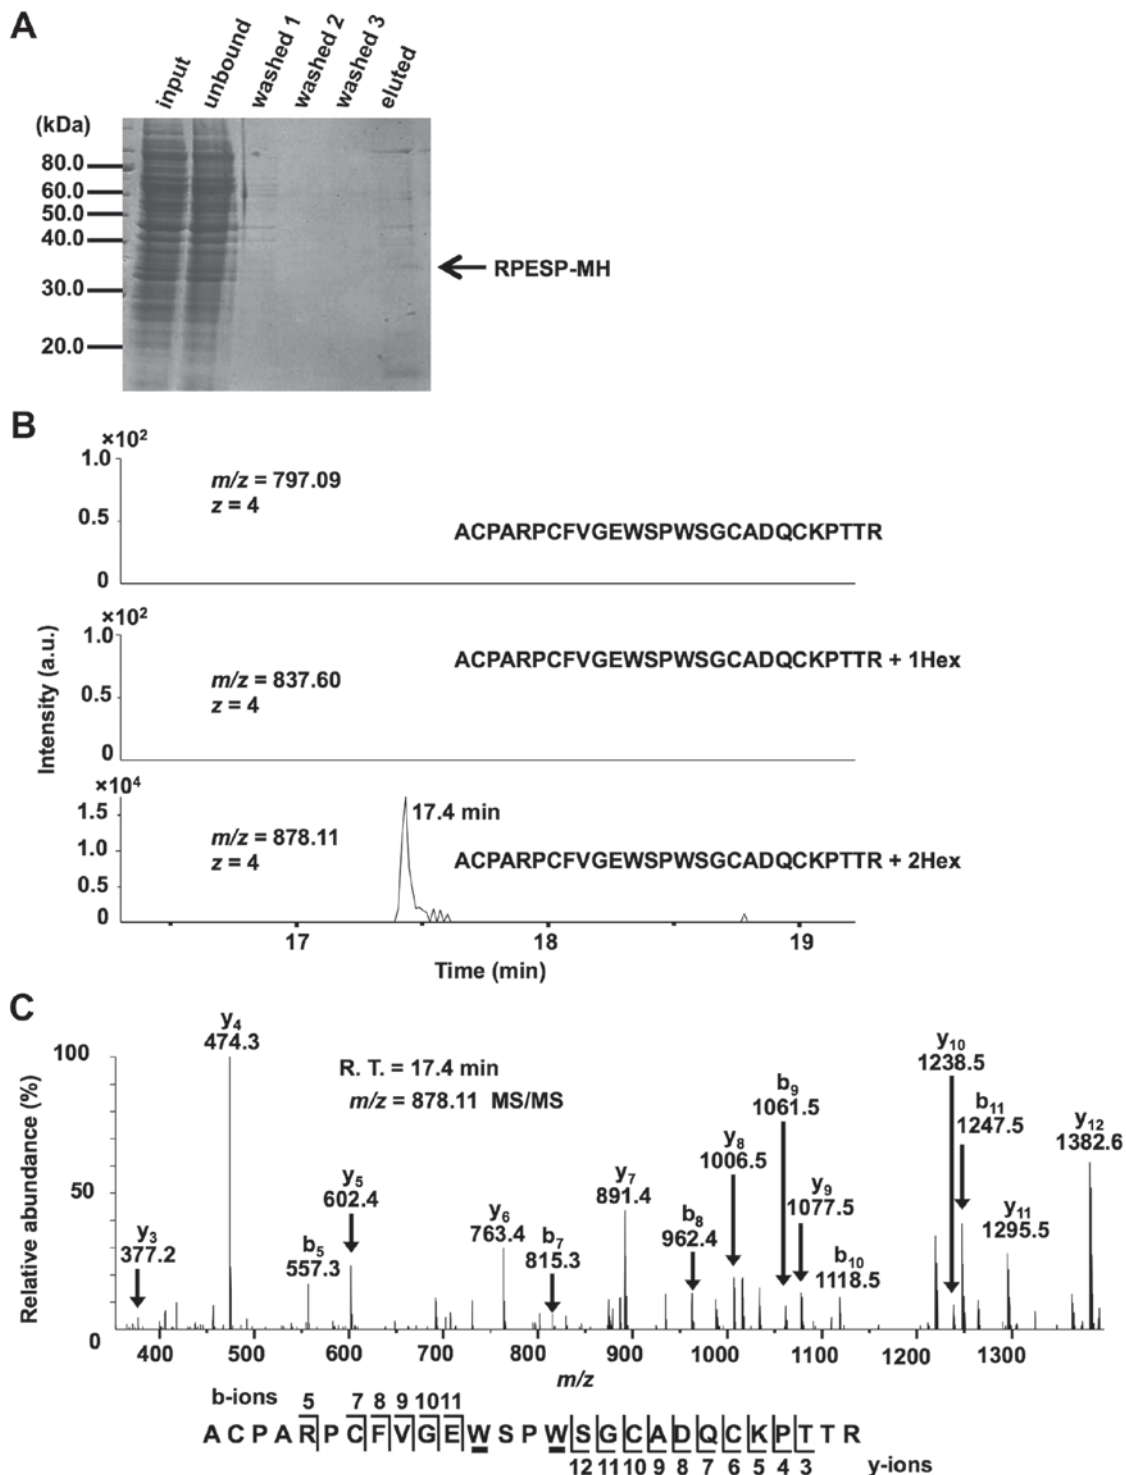 A
input unbound washed 1 washed 2 washed 3 eluted
(kDa)
80.0
60.0
50.0
40.0
RPESP-MH
30.0
20.0
B
×10²
1.0
m/z = 797.09
z = 4
0.5
ACPARPCFVGEWSPWSGCADQCKPTTR
0
×10²
1.0
ACPARPCFVGEWSPWSGCADQCKPTTR + 1Hex
m/z = 837.60
0.5
z = 4
0
Intensity (a.u.)
×10⁴
1.5
17.4 min
m/z = 878.11
1.0
z = 4
ACPARPCFVGEWSPWSGCADQCKPTTR + 2Hex
0.5
0
17 18 19
Time (min)
C
Relative abundance (%)
100
50
0
R. T. = 17.4 min
m/z = 878.11 MS/MS
y₃
377.2
y₄
474.3
b₅
557.3
y₅
602.4
y₆
763.4
b₇
815.3
y₇
891.4
b₈
962.4
y₈
1006.5
b₉
1061.5
y₉
1077.5
b₁₀
1118.5
y₁₀
1238.5
b₁₁
1247.5
y₁₁
1295.5
y₁₂
1382.6
400 500 600 700 800 900 1000 1100 1200 1300
m/z
b-ions 5 7 8 9 10 11
A C P A R P C F V G E W S P W S G C A D Q C K P T T R
12 11 10 9 8 7 6 5 4 3 y-ions